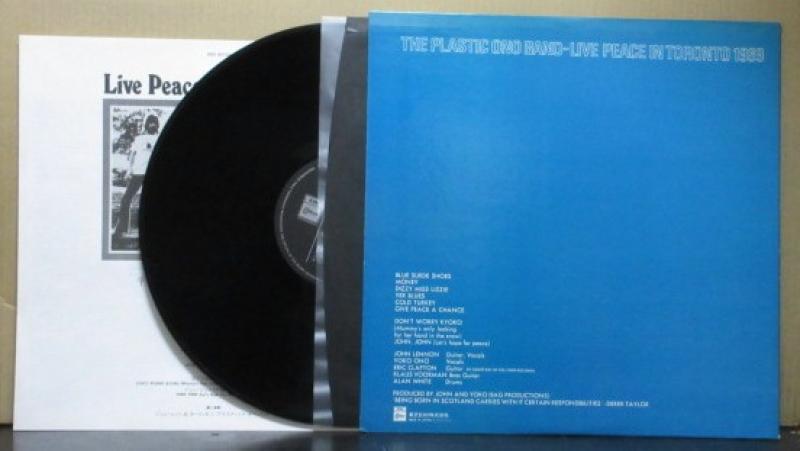 Live Peac
THE PLASTIC ONO BAND-LIVE PEACE IN TORONTO 1969
BLUE SUEDE SHOES
MONEY
DIZZY MISS LIZZIE
YER BLUES
COLD TURKEY
GIVE PEACE A CHANCE
DON'T WORRY KYOKO
(Mummy's only looking
for her hand in the snow)
JOHN, JOHN (Let's hope for peace)
JOHN LENNON Guitar, Vocals
YOKO ONO Vocals
ERIC CLAPTON Guitar
KLAUS VOORMAN Bass Guitar
ALAN WHITE Drums
PRODUCED BY JOHN AND YOKO (BAG PRODUCTIONS)
'BEING BORN IN SCOTLAND CARRIES WITH IT CERTAIN RESPONSIBILITIES' -DEREK TAYLOR